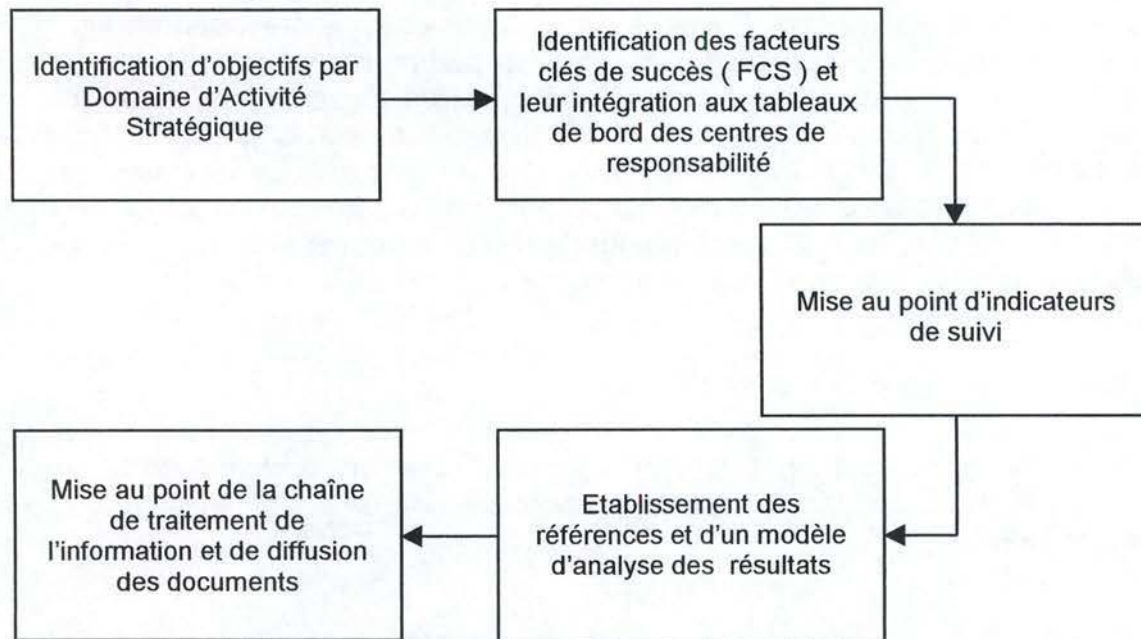 Identification d’objectifs par
Domaine d’Activité
Stratégique
Identification des facteurs
clés de succès ( FCS ) et
leur intégration aux tableaux
de bord des centres de
responsabilité
Mise au point d’indicateurs
de suivi
Etablissement des
références et d’un modèle
d’analyse des résultats
Mise au point de la chaîne
de traitement de
l’information et de diffusion
des documents